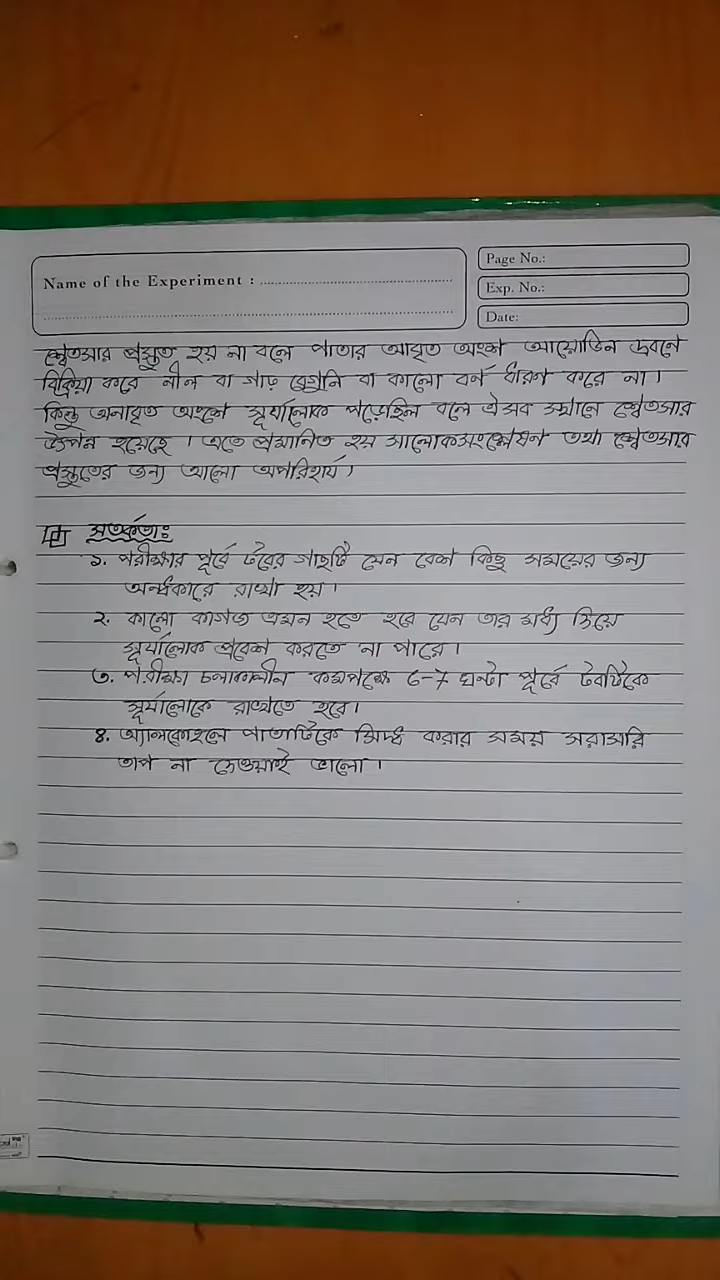 Name of the Experiment :
Page No.:
Exp. No.:
Date:
শ্বেতসার প্রস্তুত হয় না বলে পাতার আবৃত অংশ আয়োডিন দ্রবণে
বিক্রিয়া করে নীল বা গাঢ় বেগুনি বা কালো বর্ণ ধারণ করে না।
কিন্তু অনাবৃত অংশে সূর্যালোক পড়েছিল বলে ঐসব স্থানে শ্বেতসার
উৎপন্ন হয়েছে। এতে প্রমানিত হয় সালোকসংশ্লেষন তথা শ্বেতসার
প্রস্তুতের জন্য আলো অপরিহার্য।
সতর্কতাঃ
১. পরীক্ষার পূর্বে টবের গাছটি যেন বেশ কিছু সময়ের জন্য
অন্ধকারে রাখা হয়।
২. কালো কাগজ এমন হতে হবে যেন তার মধ্য দিয়ে
সূর্যালোক প্রবেশ করতে না পারে।
৩. পরীক্ষা চলাকালীন কমপক্ষে ৬-৭ ঘন্টা পূর্বে টবটিকে
সূর্যালোকে রাখতে হবে।
৪. অ্যালকোহলে পাতাটিকে সিদ্ধ করার সময় সরাসরি
তাপ না দেওয়াই ভালো।